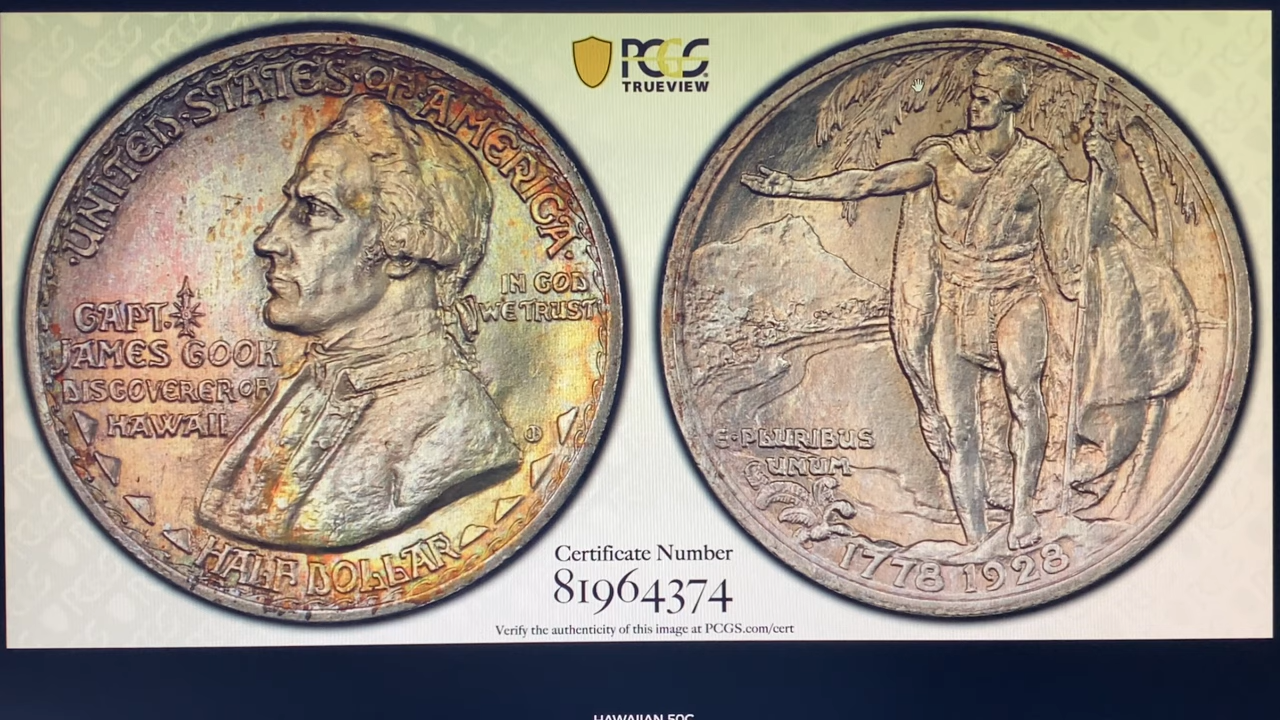 UNITED·STATES·OF·AMERICA·
CAPT.
JAMES COOK
DISCOVERER OF
HAWAII
IN GOD
WE TRUST
HALF DOLLAR
PCGS
TRUEVIEW
E·PLURIBUS
UNUM
1778 1928
Certificate Number
81964374
Verify the authenticity of this image at PCGS.com/cert
HAWAIIAN 50C